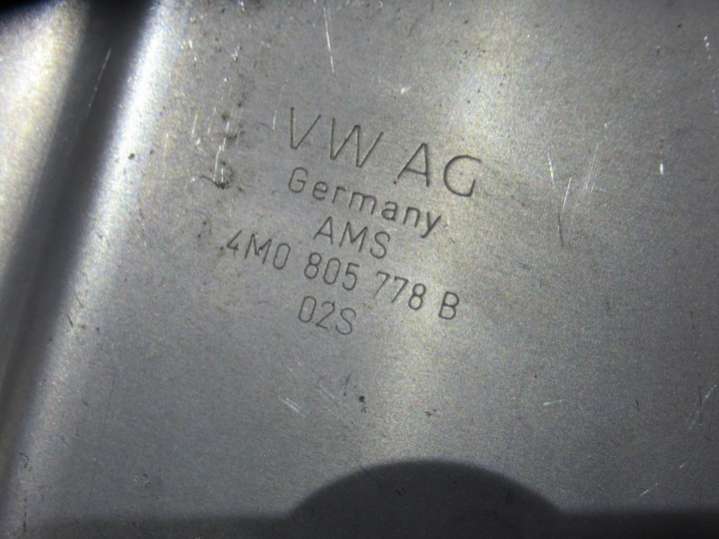 VW AG
Germany
AMS
4M0 805 778 B
02S